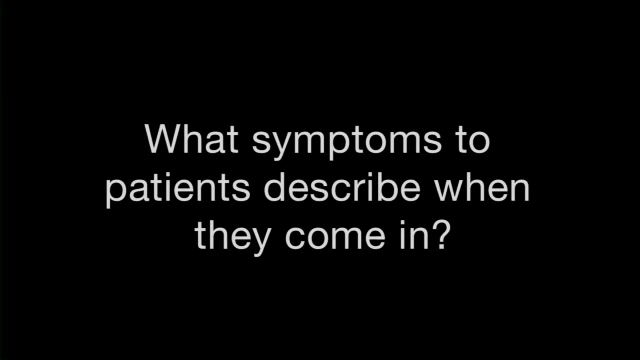 What symptoms to
patients describe when
they come in?